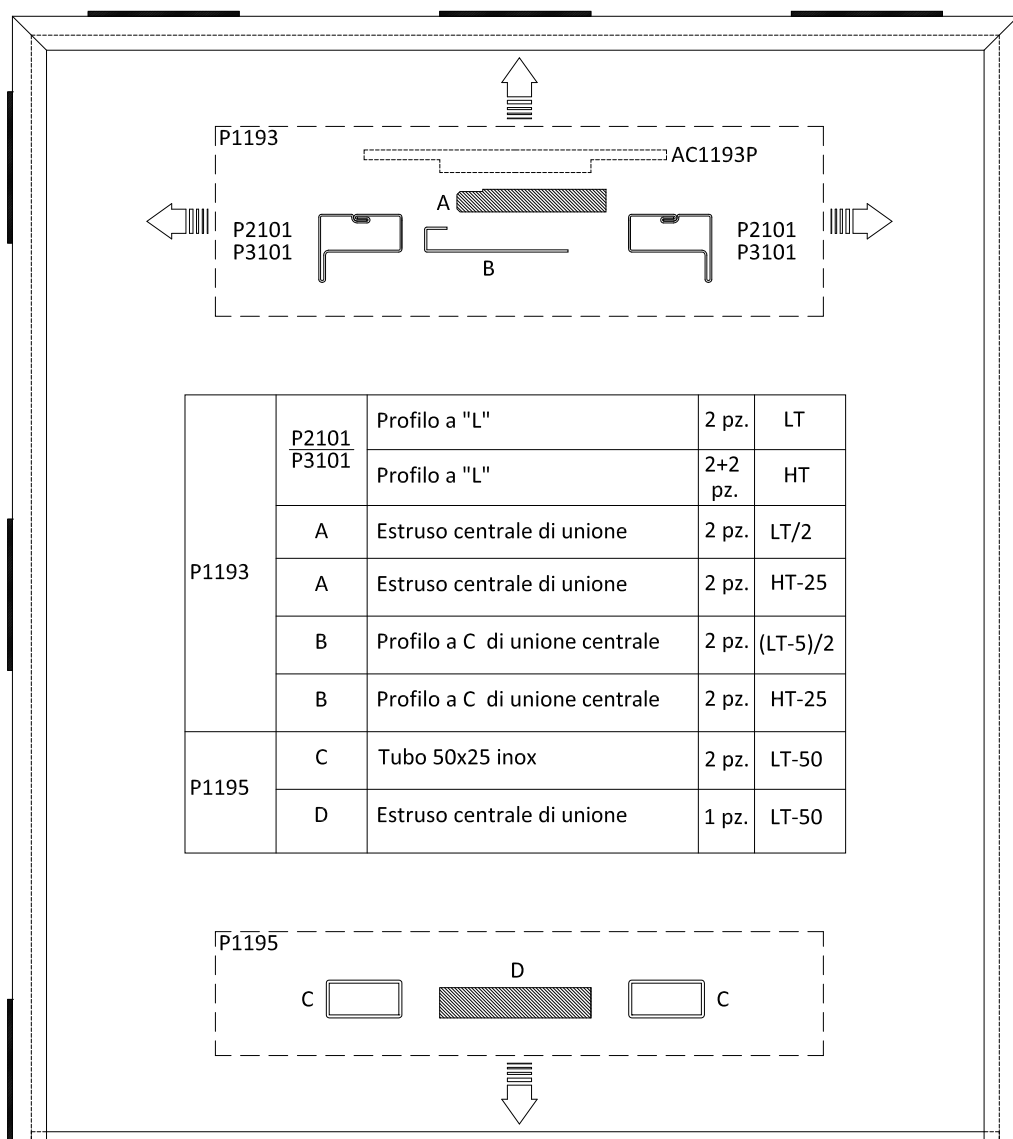 P1193
AC1193P
A
P2101
P3101
B
P2101
P3101
P1193
P2101
P3101
Profilo a "L"
2 pz.
LT
Profilo a "L"
2+2
pz.
HT
A
Estruso centrale di unione
2 pz.
LT/2
A
Estruso centrale di unione
2 pz.
HT-25
B
Profilo a C di unione centrale
2 pz.
(LT-5)/2
B
Profilo a C di unione centrale
2 pz.
HT-25
P1195
C
Tubo 50x25 inox
2 pz.
LT-50
D
Estruso centrale di unione
1 pz.
LT-50
P1195
D
C
C